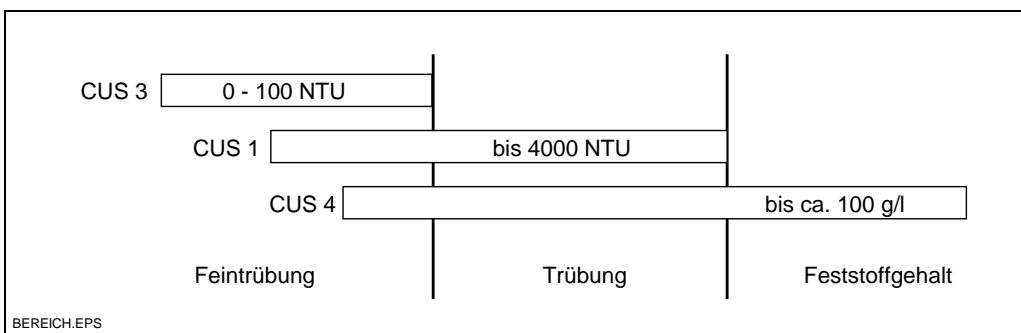 CUS 3 0 - 100 NTU
CUS 1 bis 4000 NTU
CUS 4 bis ca. 100 g/l
Feintrübung Trübung Feststoffgehalt
BEREICH.EPS